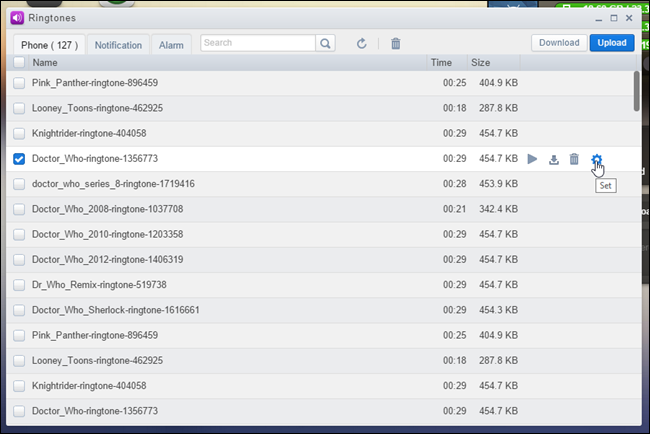 Ringtones
Phone ( 127 ) Notification Alarm Search Download Upload
Name Time Size
Pink_Panther-ringtone-896459 00:25 404.9 KB
Looney_Toons-ringtone-462925 00:18 287.8 KB
Knightrider-ringtone-404058 00:29 454.7 KB
Doctor_Who-ringtone-1356773 00:29 454.7 KB
Set
doctor_who_series_8-ringtone-1719416 00:28 453.9 KB
Doctor_Who_2008-ringtone-1037708 00:21 342.4 KB
Doctor_Who_2010-ringtone-1203358 00:29 454.7 KB
Doctor_Who_2012-ringtone-1406319 00:29 454.7 KB
Dr_Who_Remix-ringtone-519738 00:29 454.7 KB
Doctor_Who_Sherlock-ringtone-1616661 00:29 454.3 KB
Pink_Panther-ringtone-896459 00:25 404.9 KB
Looney_Toons-ringtone-462925 00:18 287.8 KB
Knightrider-ringtone-404058 00:29 454.7 KB
Doctor_Who-ringtone-1356773 00:29 454.7 KB